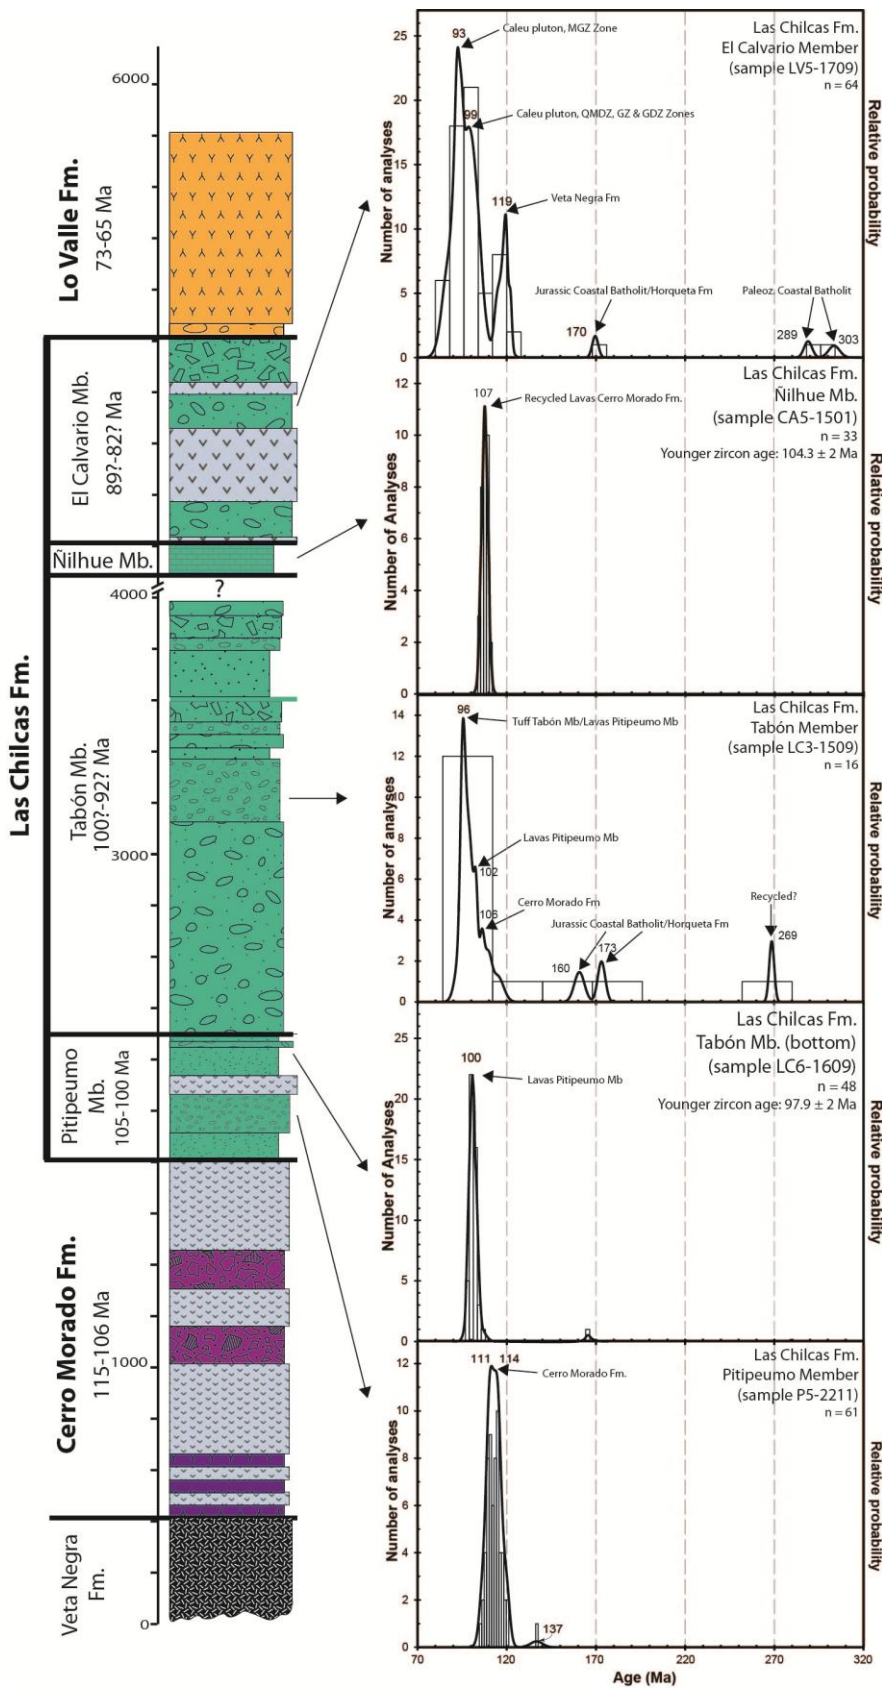 6000
Lo Valle Fm.
73-65 Ma
El Calvario Mb.
89?-82? Ma
Ñilhue Mb.
?
4000
Las Chilcas Fm.
Tabón Mb.
100?-92? Ma
3000
Pitipeumo
Mb.
105-100 Ma
Cerro Morado Fm.
115-106 Ma
1000
Veta Negra
Fm.
0
Las Chilcas Fm.
El Calvario Member
(sample LV5-1709)
n = 64
93
Caleu pluton, MGZ Zone
99
Caleu pluton, QMDZ, GZ & GDZ Zones
119
Veta Negra Fm
Jurassic Coastal Batholit/Horqueta Fm
170
Paleoz. Coastal Batholit
289
303
25
20
15
10
5
0
Number of analyses
Relative probability
Las Chilcas Fm.
Ñilhue Mb.
(sample CA5-1501)
n = 33
Younger zircon age: 104.3 ± 2 Ma
107
Recycled Lavas Cerro Morado Fm.
12
10
8
6
4
2
0
Number of Analyses
Relative probability
Las Chilcas Fm.
Tabón Member
(sample LC3-1509)
n = 16
96
Tuff Tabón Mb/Lavas Pitipeumo Mb
Lavas Pitipeumo Mb
102
106
Cerro Morado Fm
Jurassic Coastal Batholit/Horqueta Fm
160
173
Recycled?
269
14
12
10
8
6
4
2
0
Number of analyses
Relative probability
Las Chilcas Fm.
Tabón Mb. (bottom)
(sample LC6-1609)
n = 48
Younger zircon age: 97.9 ± 2 Ma
100
Lavas Pitipeumo Mb
25
20
15
10
5
0
Number of Analyses
Relative probability
Las Chilcas Fm.
Pitipeumo Member
(sample P5-2211)
n = 61
111
114
Cerro Morado Fm.
137
12
10
8
6
4
2
0
Number of analyses
Relative probability
70
120
170
220
270
320
Age (Ma)